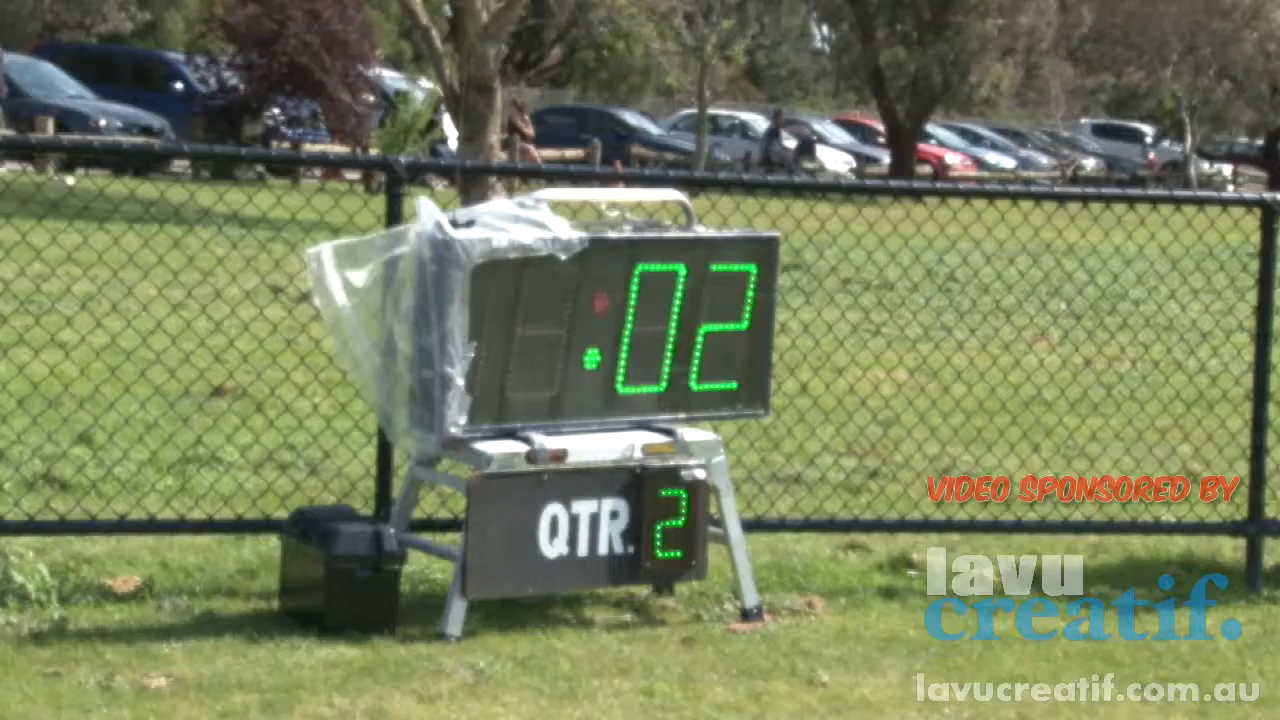 :02
QTR. 2
VIDEO SPONSORED BY
lavu
creatif.
lavucreatif.com.au